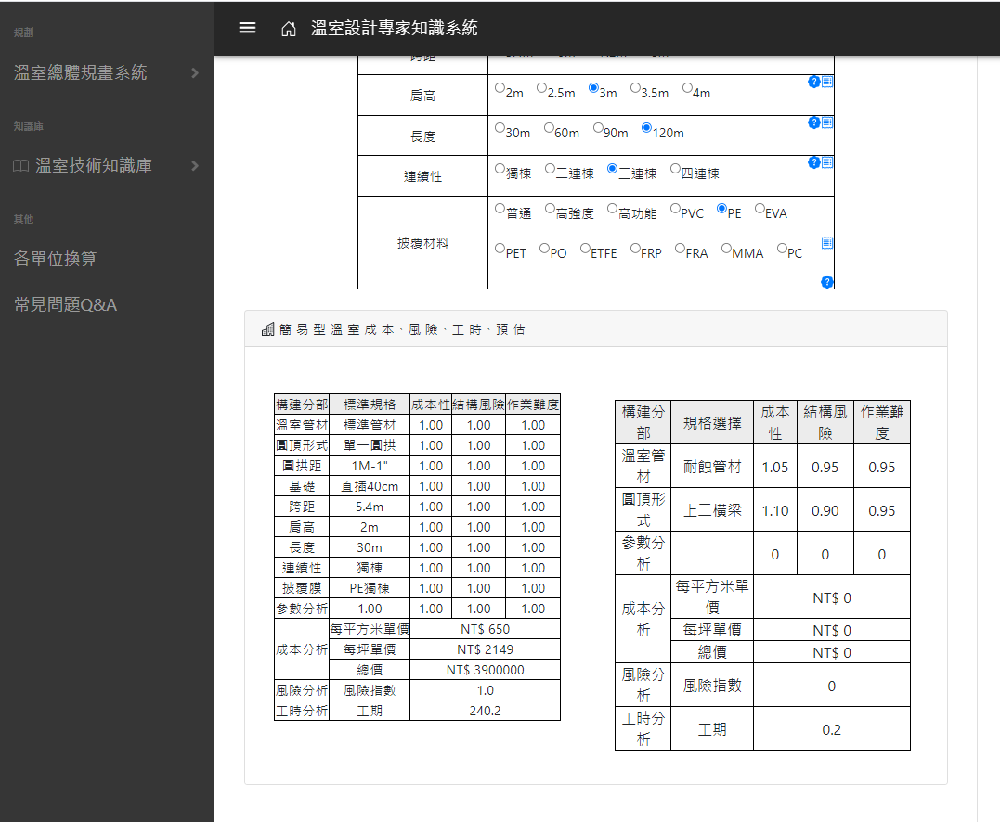 規劃
溫室總體規畫系統
知識庫
溫室技術知識庫
其他
各單位換算
常見問題Q&A
溫室設計專家知識系統
跨距
肩高 2m 2.5m 3m 3.5m 4m
長度 30m 60m 90m 120m
連續性 獨棟 二連棟 三連棟 四連棟
披覆材料 普通 高強度 高功能 PVC PE EVA
PET PO ETFE FRP FRA MMA PC
簡易型溫室成本、風險、工時、預估
構建分部 標準規格 成本性 結構風險 作業難度
溫室管材 標準管材 1.00 1.00 1.00
圓頂形式 單一圓拱 1.00 1.00 1.00
圓拱距 1M-1" 1.00 1.00 1.00
基礎 直插40cm 1.00 1.00 1.00
跨距 5.4m 1.00 1.00 1.00
肩高 2m 1.00 1.00 1.00
長度 30m 1.00 1.00 1.00
連續性 獨棟 1.00 1.00 1.00
披覆膜 PE獨棟 1.00 1.00 1.00
參數分析 1.00 1.00 1.00 1.00
成本分析 每平方米單價 NT$ 650
每坪單價 NT$ 2149
總價 NT$ 3900000
風險分析 風險指數 1.0
工時分析 工期 240.2
構建分部 規格選擇 成本性 結構風險 作業難度
溫室管材 耐蝕管材 1.05 0.95 0.95
圓頂形式 上二橫梁 1.10 0.90 0.95
參數分析 0 0 0
成本分析 每平方米單價 NT$ 0
每坪單價 NT$ 0
總價 NT$ 0
風險分析 風險指數 0
工時分析 工期 0.2